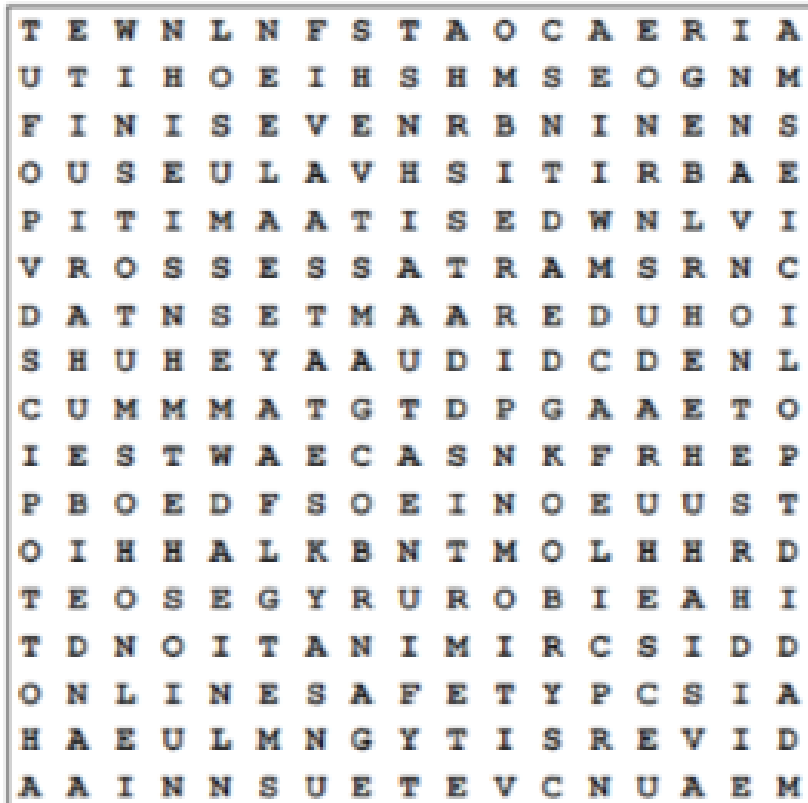 T E W N L N F S T A O C A E R I A
U T I H O E I H S H M S E O G N M
F I N I S E V E N R B N I N E N S
O U S E U L A V H S I T I R B A E
P I T I M A A T I S E D W N L V I
V R O S S E S S A T R A M S R N C
D A T N S E T M A A R E D U H O I
S H U H E Y A A U D I D C D E N L
C U M M M A T G T D P G A A E T O
I E S T W A E C A S N K F R H E P
P B O E D F S O E I N O E U U S T
O I H H A L K B N T M O L H H R D
T E O S E G Y R U R O B I E A H I
T D N O I T A N I M I R C S I D D
O N L I N E S A F E T Y P C S I A
H A E U L M N G Y T I S R E V I D
A A I N N S U E T E V C N U A E M